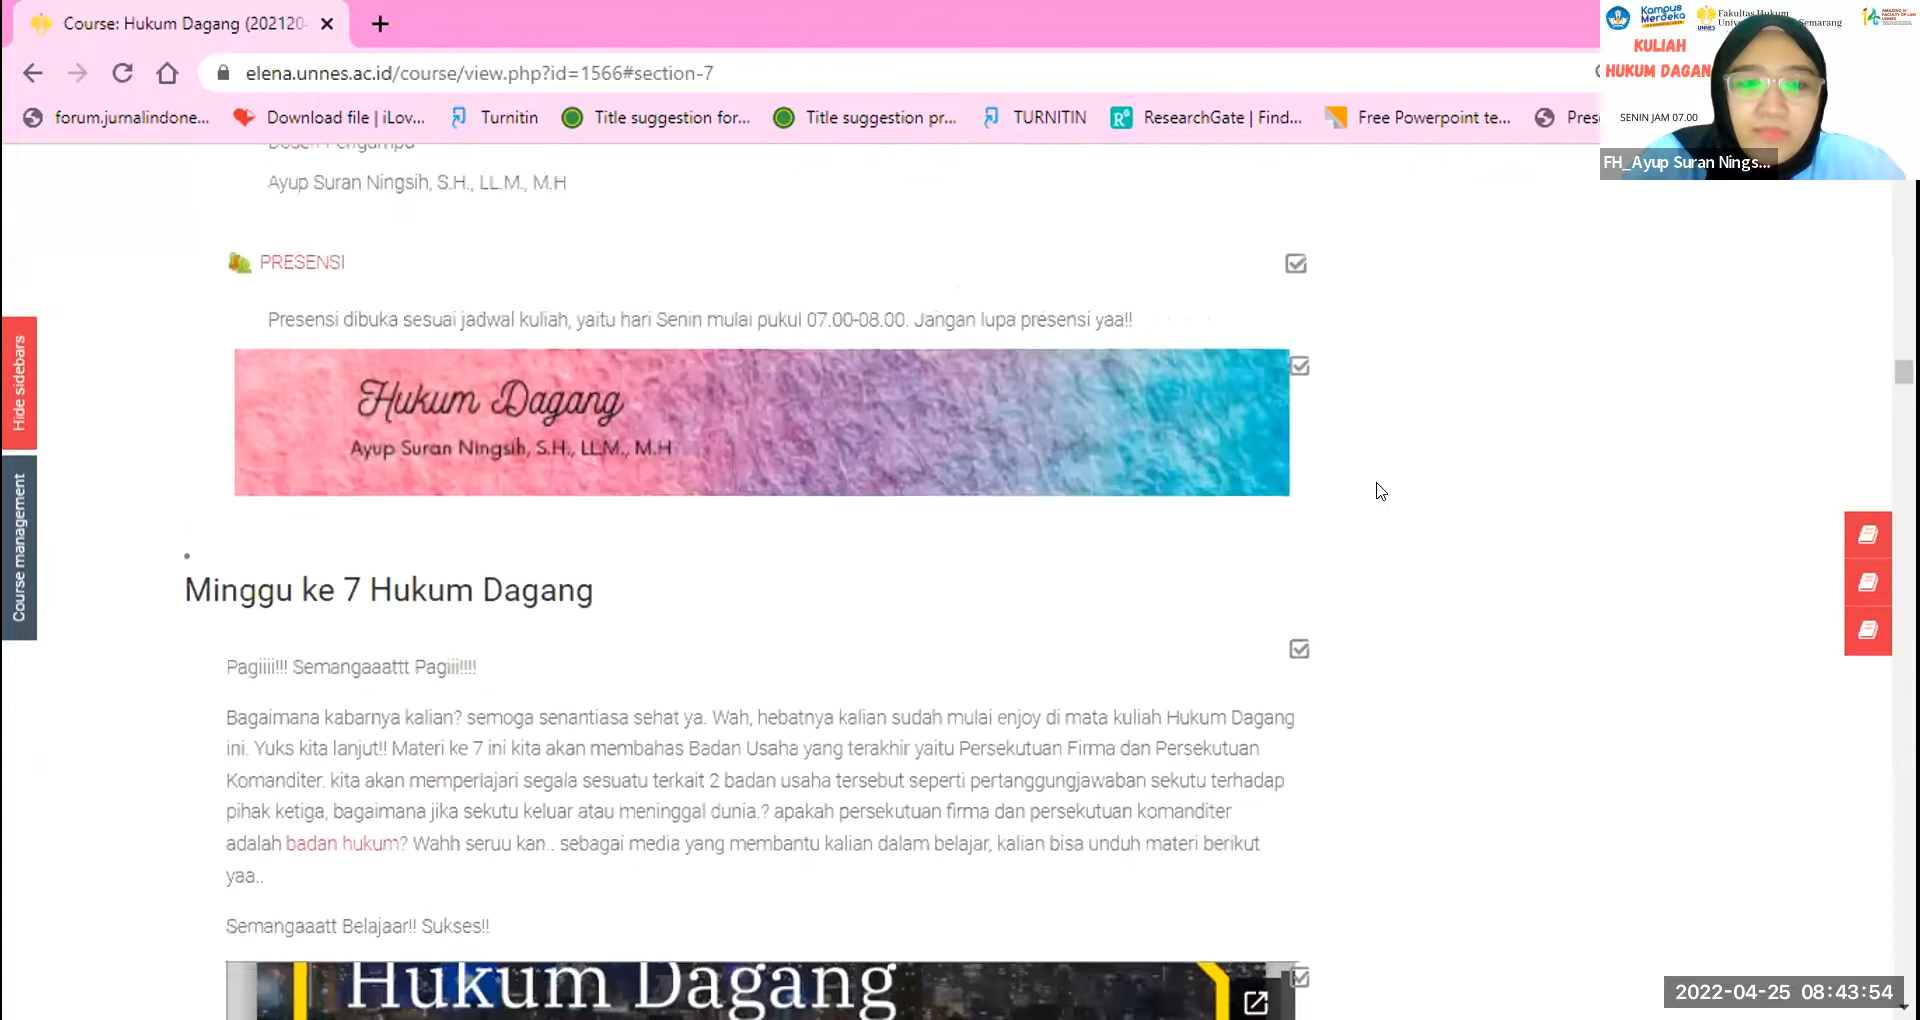 Course: Hukum Dagang (202120
elena.unnes.ac.id/course/view.php?id=1566#section-7
forum.jurnalindone...
Download file | iLov...
Turnitin
Title suggestion for...
Title suggestion pr...
TURNITIN
ResearchGate | Find...
Free Powerpoint te...
Kampus
Merdeka
UNNES
Fakultas Hukum
Semarang
KULIAH
HUKUM DAGAN
SENIN JAM 07.00
FH_Ayup Suran Nings...
Dosen Pengampu
Ayup Suran Ningsih, S.H., LL.M., M.H
PRESENSI
Presensi dibuka sesuai jadwal kuliah, yaitu hari Senin mulai pukul 07.00-08.00. Jangan lupa presensi yaa!!
Hide sidebars
Course management
Hukum Dagang
Ayup Suran Ningsih, S.H., LL.M., M.H
Minggu ke 7 Hukum Dagang
Pagiiii!!! Semangaaattt Pagiii!!!!
Bagaimana kabarnya kalian? semoga senantiasa sehat ya. Wah, hebatnya kalian sudah mulai enjoy di mata kuliah Hukum Dagang
ini. Yuks kita lanjut!! Materi ke 7 ini kita akan membahas Badan Usaha yang terakhir yaitu Persekutuan Firma dan Persekutuan
Komanditer. kita akan memperlajari segala sesuatu terkait 2 badan usaha tersebut seperti pertanggungjawaban sekutu terhadap
pihak ketiga, bagaimana jika sekutu keluar atau meninggal dunia.? apakah persekutuan firma dan persekutuan komanditer
adalah badan hukum? Wahh seruu kan.. sebagai media yang membantu kalian dalam belajar, kalian bisa unduh materi berikut
yaa..
Semangaaatt Belajaar!! Sukses!!
Hukum Dagang
2022-04-25 08:43:54